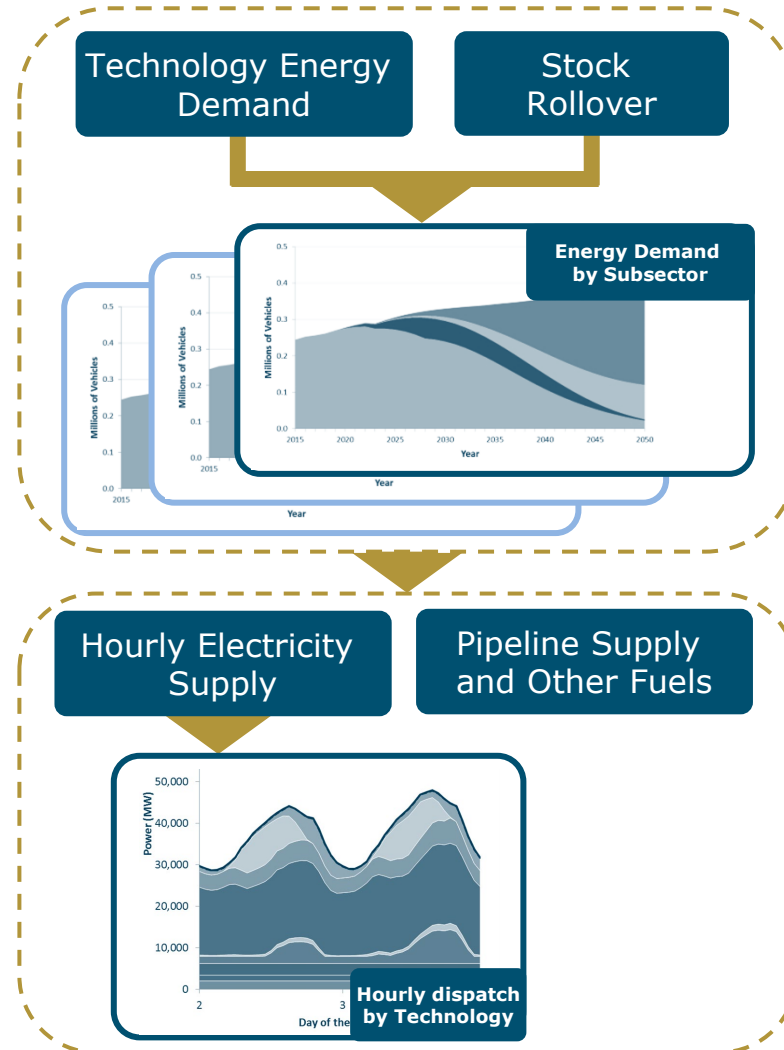 Technology Energy
Demand
Stock
Rollover
Energy Demand
by Subsector
0.5
0.4
0.3
0.2
0.1
0.0
Millions of Vehicles
2015
2020
2025
2030
2035
2040
2045
2050
Year
0.5
0.4
0.3
0.2
0.1
0.0
Millions of Vehicles
2015
Year
0.5
0.4
0.3
0.2
0.1
0.0
Millions of Vehicles
2015
Year
Hourly Electricity
Supply
Pipeline Supply
and Other Fuels
50,000
40,000
30,000
20,000
10,000
0
Power (MW)
2
3
Day of the
Hourly dispatch
by Technology